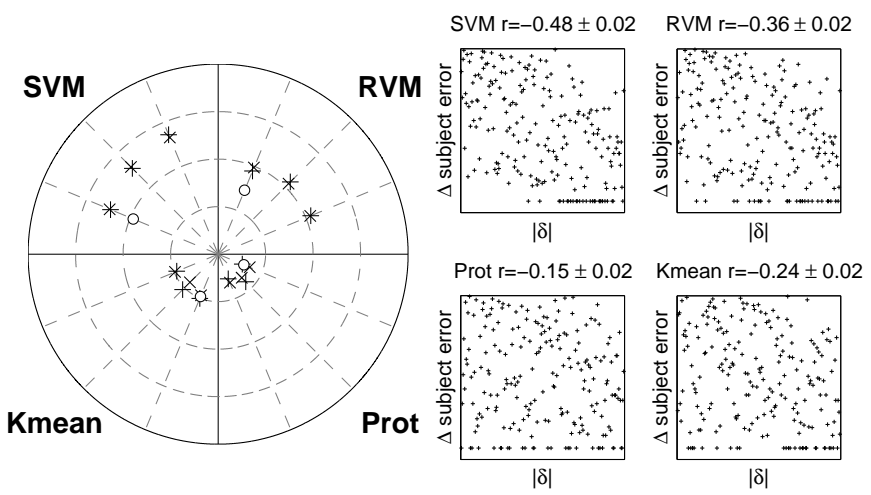 SVM
RVM
Kmean
Prot
SVM r=−0.48 ± 0.02
Δ subject error
|δ|
RVM r=−0.36 ± 0.02
Δ subject error
|δ|
Prot r=−0.15 ± 0.02
Δ subject error
|δ|
Kmean r=−0.24 ± 0.02
Δ subject error
|δ|